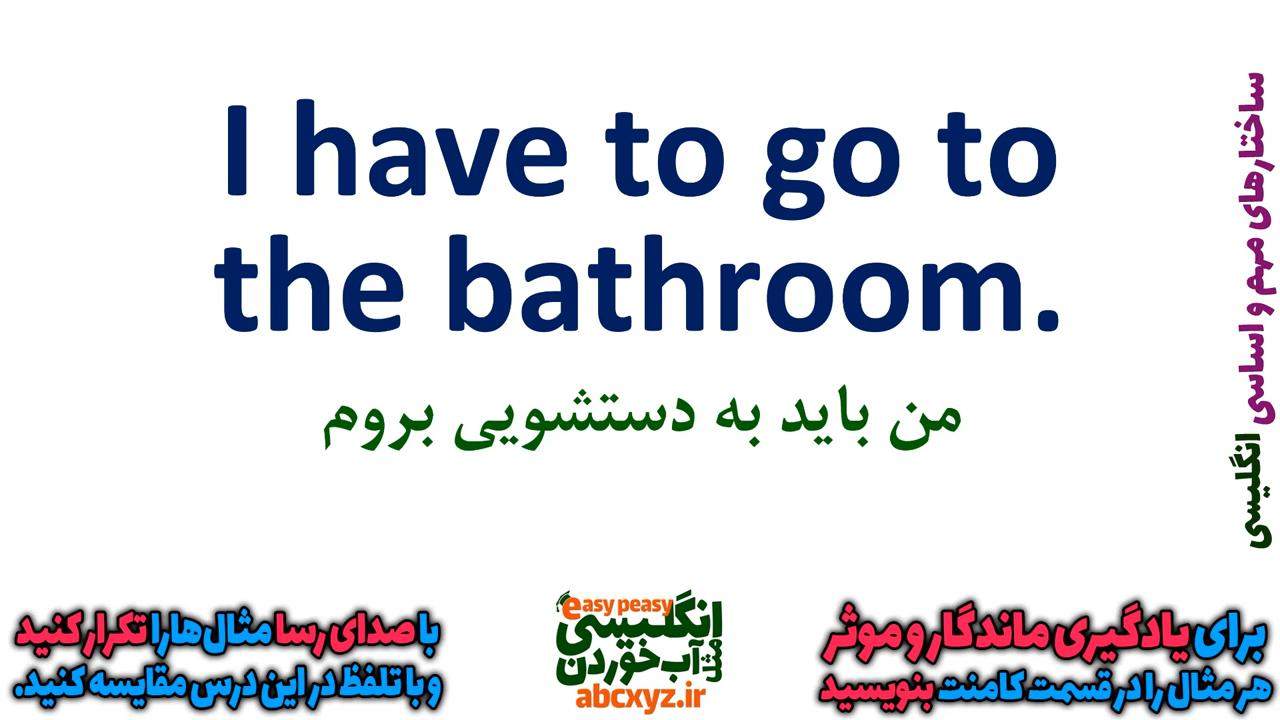 I have to go to
the bathroom.
من باید به دستشویی بروم
ساختارهای مهم و اساسی انگلیسی
برای یادگیری ماندگار و موثر
هر مثال را در قسمت کامنت بنویسید
easy peasy
انگلیسی
مثل
آب خوردن
abcxyz.ir
با صدای رسا مثال‌ها را تکرار کنید
و با تلفظ در این درس مقایسه کنید.